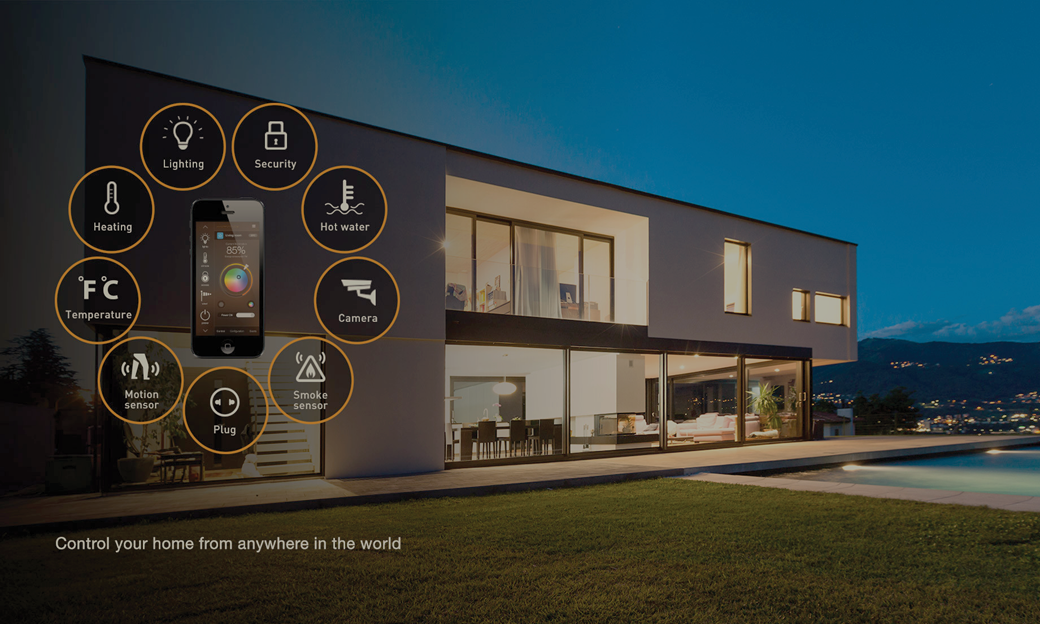 Lighting
Security
Heating
Hot water
°F°C
Temperature
Camera
85%
Motion
sensor
Smoke
sensor
Plug
Control your home from anywhere in the world